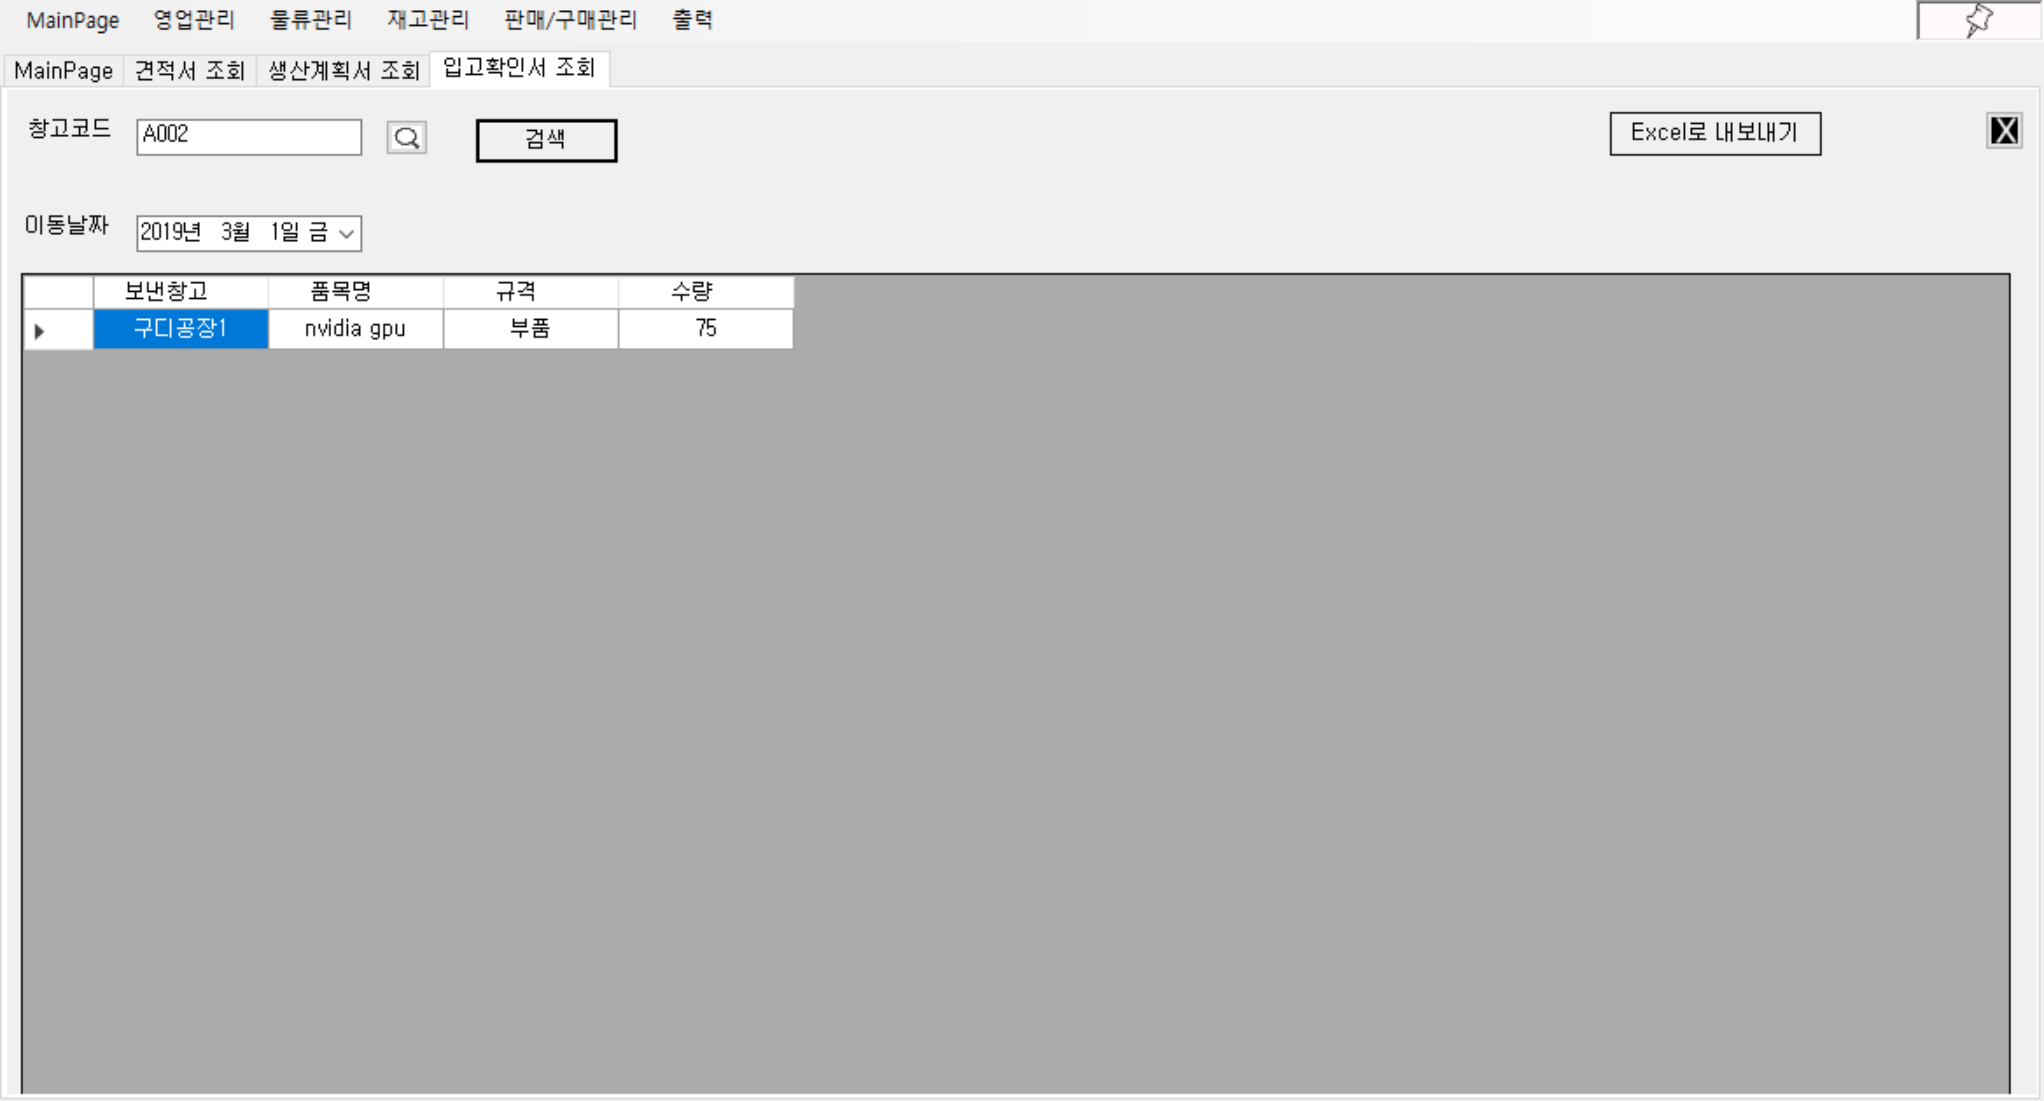 MainPage 영업관리 물류관리 재고관리 판매/구매관리 출력
MainPage 견적서 조회 생산계획서 조회 입고확인서 조회
창고코드 A002 검색 Excel로 내보내기 X
이동날짜 2019년 3월 1일 금
보낸창고 품목명 규격 수량
구디공장1 nvidia gpu 부품 75